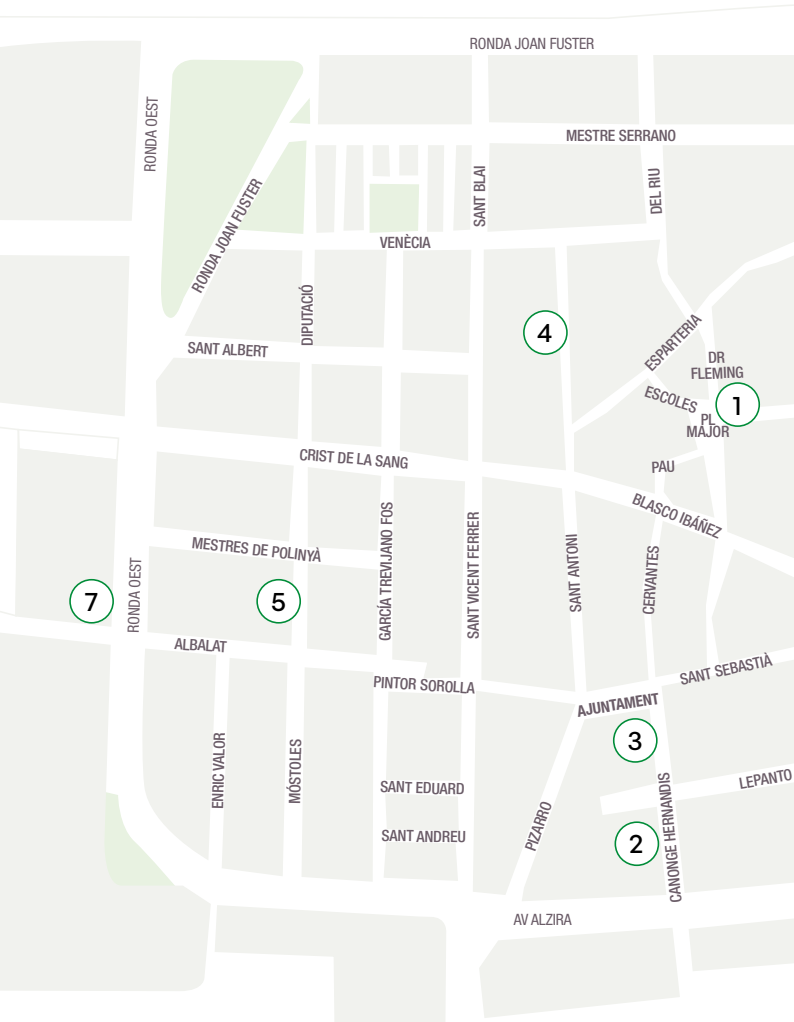 RONDA JOAN FUSTER
RONDA OEST
MESTRE SERRANO
DEL RIU
SANT BLAI
RONDA JOAN FUSTER
VENÈCIA
DIPUTACIÓ
4
ESPARTERIA
SANT ALBERT
DR
FLEMING
ESCOLES
1
PL
MAJOR
CRIST DE LA SANG
PAU
BLASCO IBÁÑEZ
GARCÍA TREVIJANO FOS
SANT VICENT FERRER
SANT ANTONI
CERVANTES
MESTRES DE POLINYÀ
7
RONDA OEST
5
ALBALAT
SANT SEBASTIÀ
PINTOR SOROLLA
AJUNTAMENT
3
ENRIC VALOR
MÓSTOLES
SANT EDUARD
LEPANTO
PIZARRO
CANONGE HERNANDIS
SANT ANDREU
2
AV ALZIRA